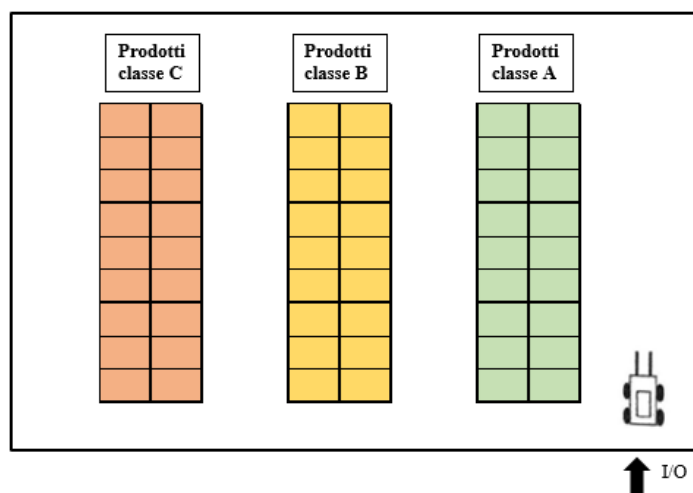 Prodotti
classe C
Prodotti
classe B
Prodotti
classe A
I/O